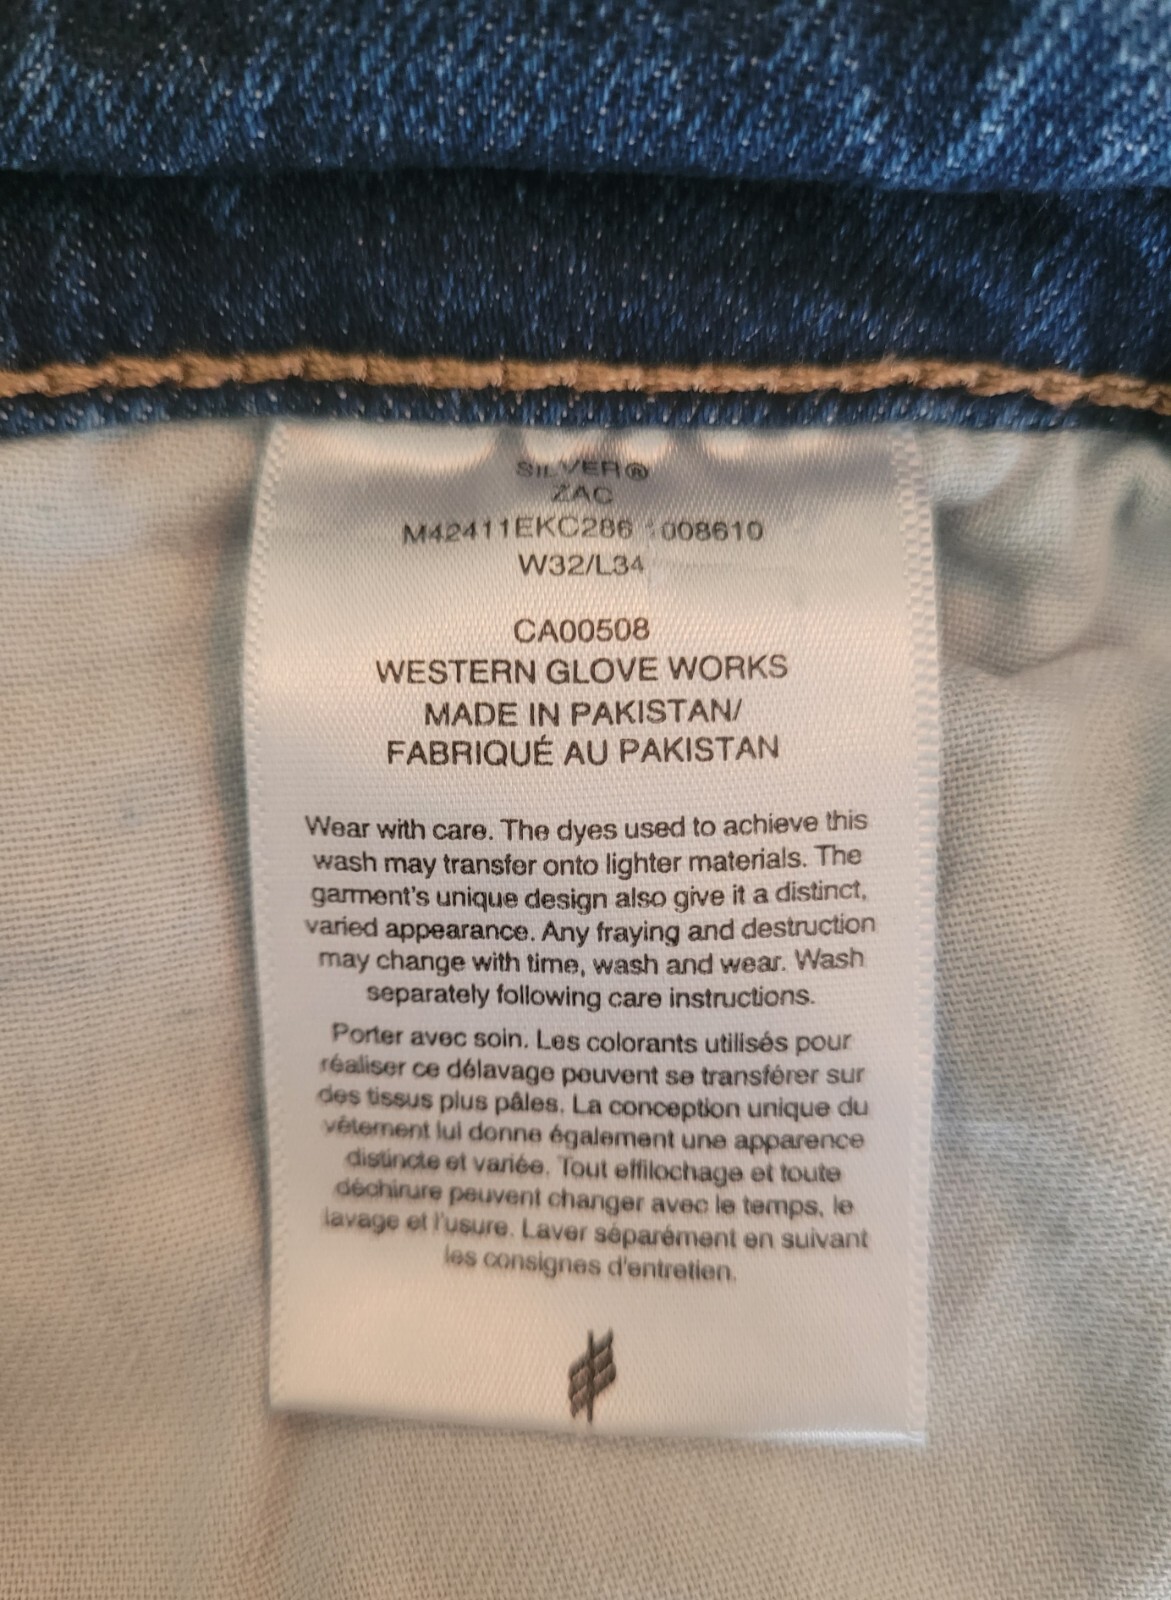 SILVER®
ZAC
M42411EKC286 1008610
W32/L34
CA00508
WESTERN GLOVE WORKS
MADE IN PAKISTAN/
FABRIQUÉ AU PAKISTAN
Wear with care. The dyes used to achieve this
wash may transfer onto lighter materials. The
garment's unique design also give it a distinct,
varied appearance. Any fraying and destruction
may change with time, wash and wear. Wash
separately following care instructions.
Porter avec soin. Les colorants utilisés pour
réaliser ce délavage peuvent se transférer sur
des tissus plus pâles. La conception unique du
vêtement lui donne également une apparence
distincte et variée. Tout effilochage et toute
déchirure peuvent changer avec le temps, le
lavage et l'usure. Laver séparément en suivant
les consignes d'entretien.